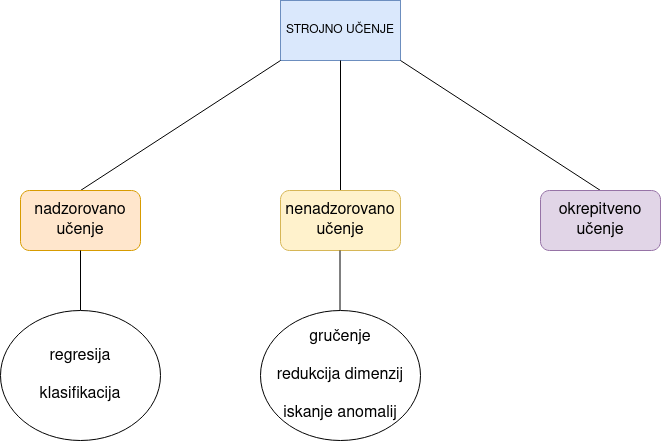 STROJNO UČENJE
nadzorovano
učenje
nenadzorovano
učenje
okrepitveno
učenje
regresija
klasifikacija
gručenje
redukcija dimenzij
iskanje anomalij